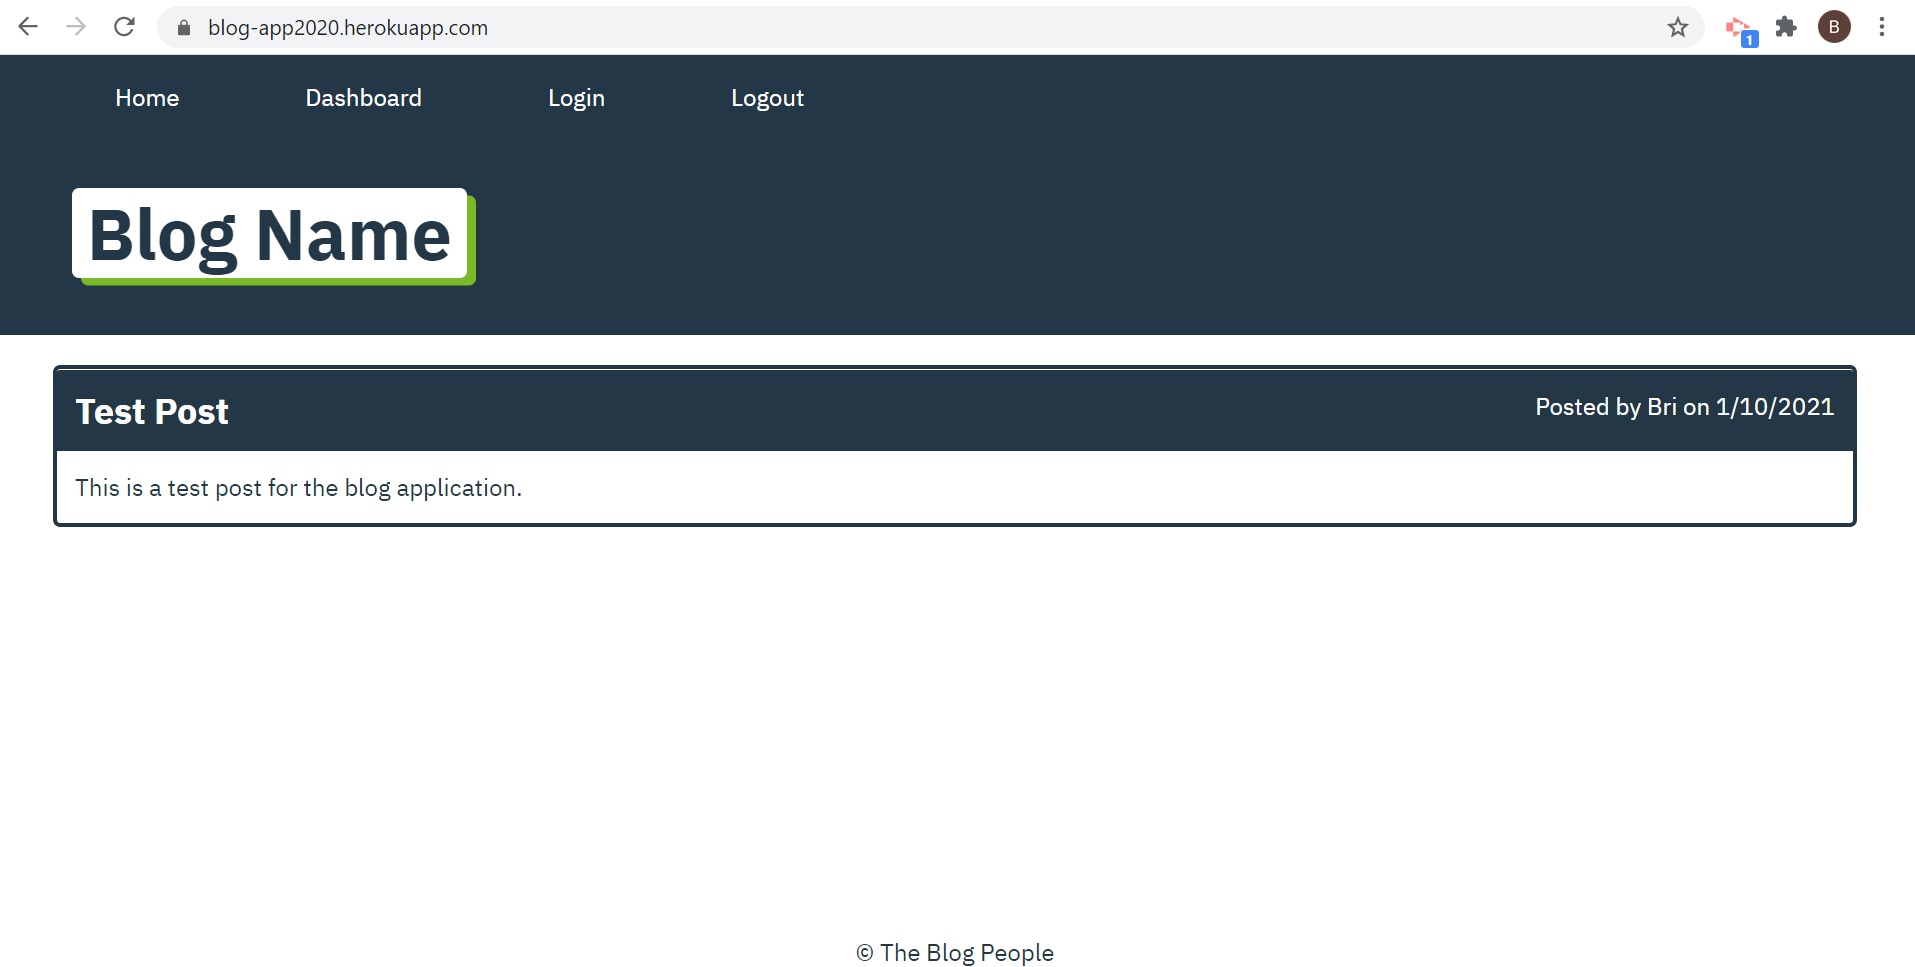 blog-app2020.herokuapp.com
1
B
Home Dashboard Login Logout
Blog Name
Test Post
Posted by Bri on 1/10/2021
This is a test post for the blog application.
© The Blog People